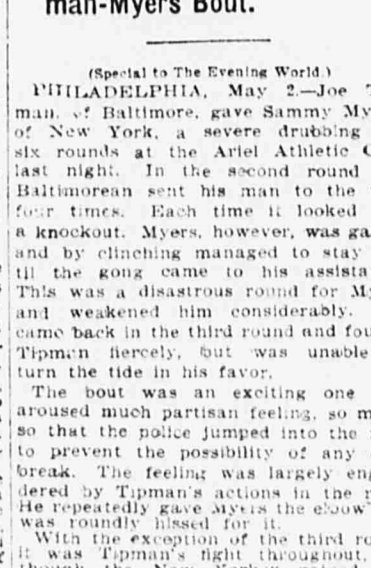 man-Myers Bout.
(Special to The Evening World.)
PHILADELPHIA, May 2.—Joe T
man, of Baltimore, gave Sammy My
of New York, a severe drubbing
six rounds at the Ariel Athletic C
last night. In the second round
Baltimorean sent his man to the
four times. Each time it looked
a knockout. Myers, however, was ga
and by clinching managed to stay
til the gong came to his assista
This was a disastrous round for My
and weakened him considerably.
came back in the third round and fou
Tipman fiercely, but was unable
turn the tide in his favor.
The bout was an exciting one
aroused much partisan feeling, so m
so that the police jumped into the
to prevent the possibility of any
break. The feeling was largely eng
dered by Tipman's actions in the r
He repeatedly gave Myers the elbow
was roundly hissed for it.
With the exception of the third ro
it was Tipman's fight throughout,